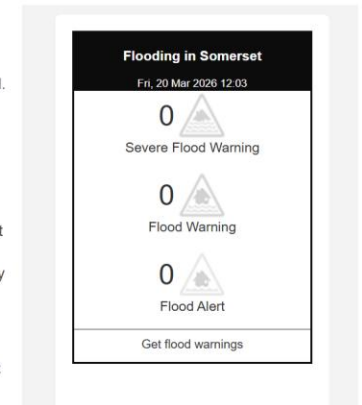 Flooding in Somerset
Fri, 20 Mar 2026 12:03
0
Severe Flood Warning
0
Flood Warning
0
Flood Alert
Get flood warnings